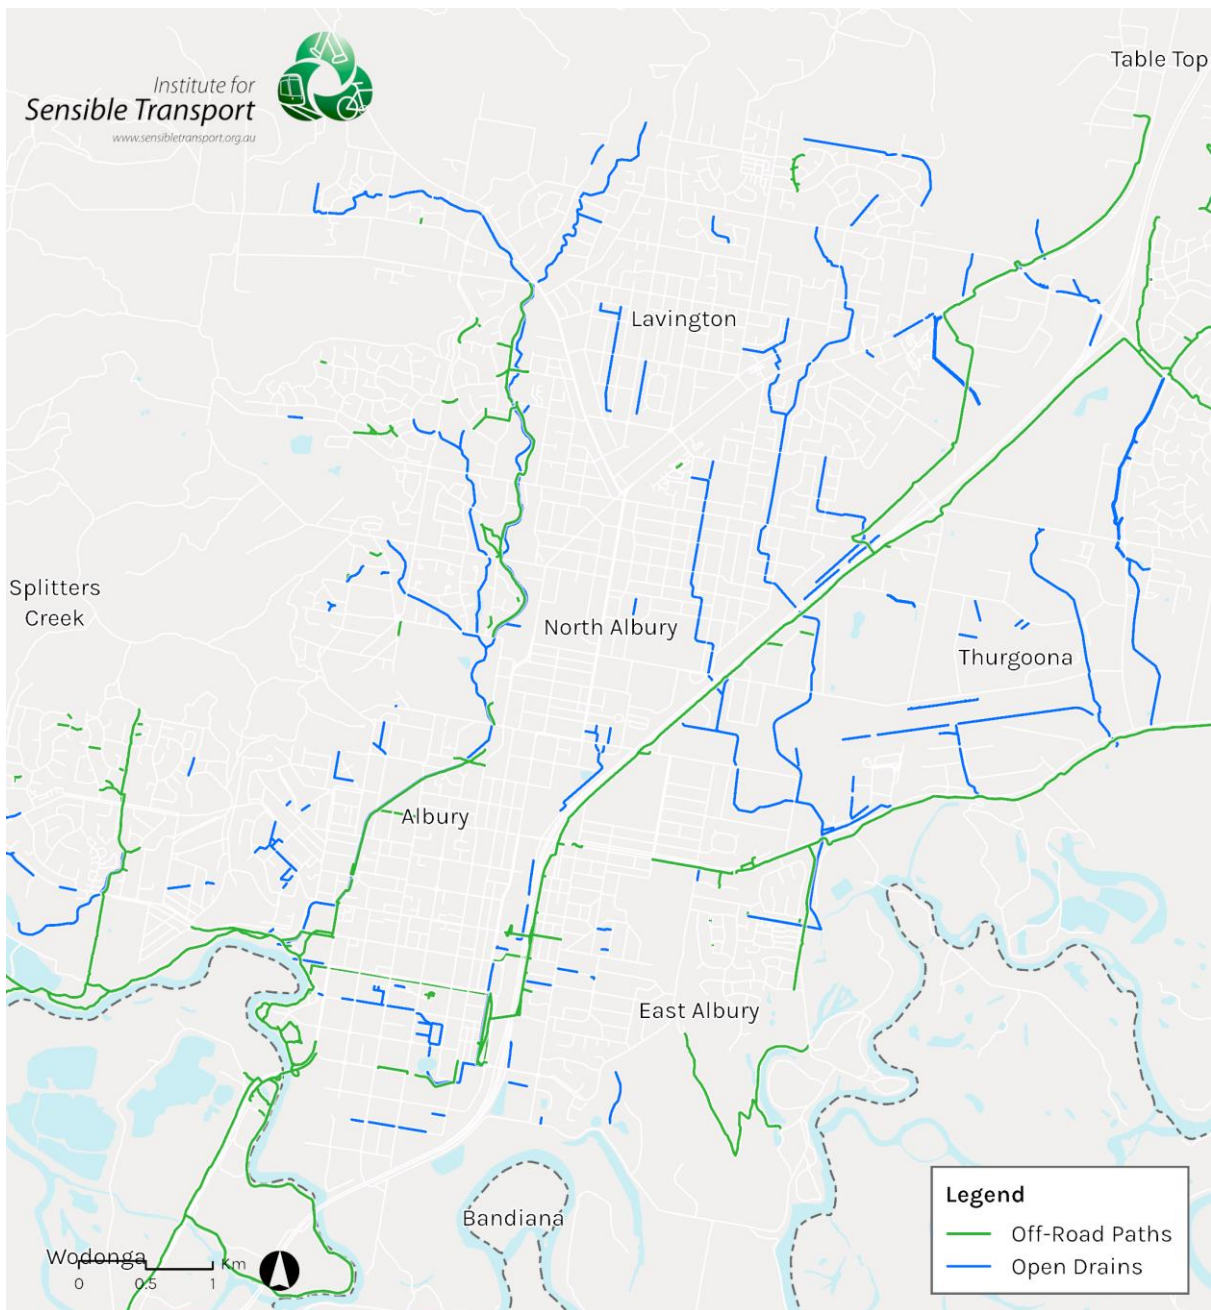 Table Top
Institute for
Sensible Transport
www.sensibletransport.org.au
Lavington
Splitters
Creek
North Albury
Thurgoona
Albury
East Albury
Legend
Off-Road Paths
Open Drains
Bandiana
Wodonga
Km
0 0.5 1